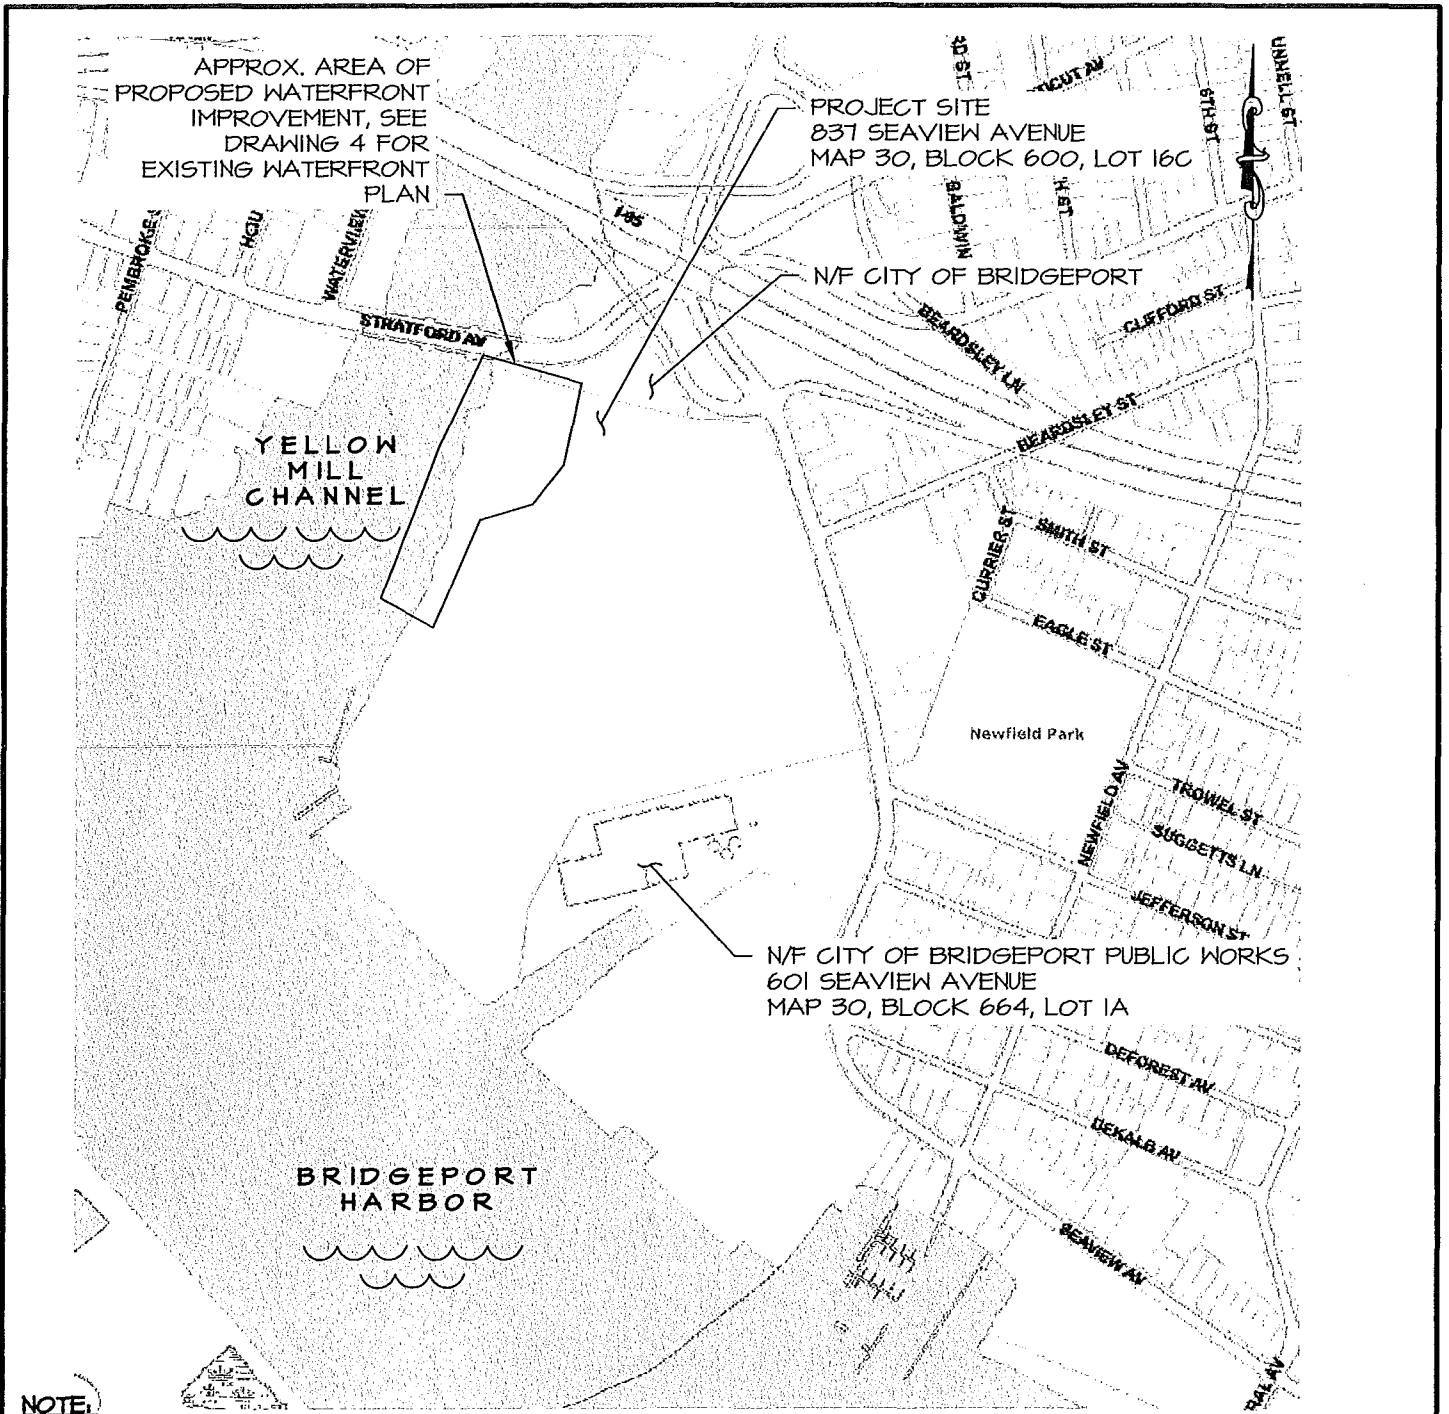 APPROX. AREA OF
PROPOSED WATERFRONT
IMPROVEMENT, SEE
DRAWING 4 FOR
EXISTING WATERFRONT
PLAN
PROJECT SITE
837 SEAVIEW AVENUE
MAP 30, BLOCK 600, LOT 16C
N/F CITY OF BRIDGEPORT
I-95
6TH ST
BALDWIN
WATERVIEW
STRATFORD AV
BEARDSLEY LN
CLIFFORD ST
BEARDSLEY ST
YELLOW
MILL
CHANNEL
CURRIER ST
SMITH ST
EAGLE ST
Newfield Park
NEWFIELD AV
TROWEL ST
SUGGETTS LN
JEFFERSON ST
N/F CITY OF BRIDGEPORT PUBLIC WORKS
601 SEAVIEW AVENUE
MAP 30, BLOCK 664, LOT 1A
DEFOREST AV
DEKALB AV
SEAVIEW AV
BRIDGEPORT
HARBOR
NOTE: